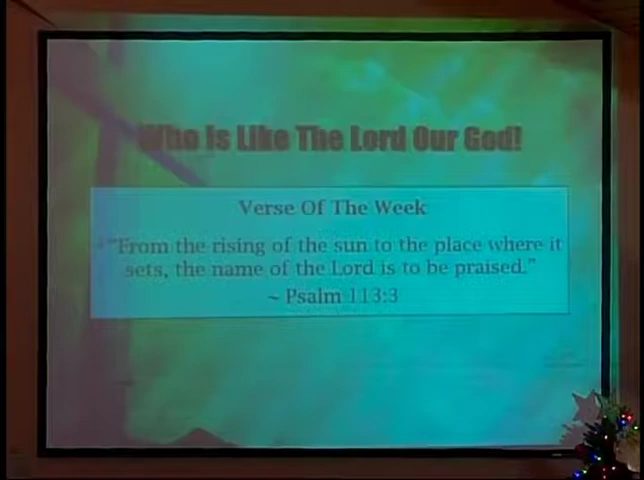 Who Is Like The Lord Our God!
Verse Of The Week
"From the rising of the sun to the place where it
sets, the name of the Lord is to be praised."
~ Psalm 113:3